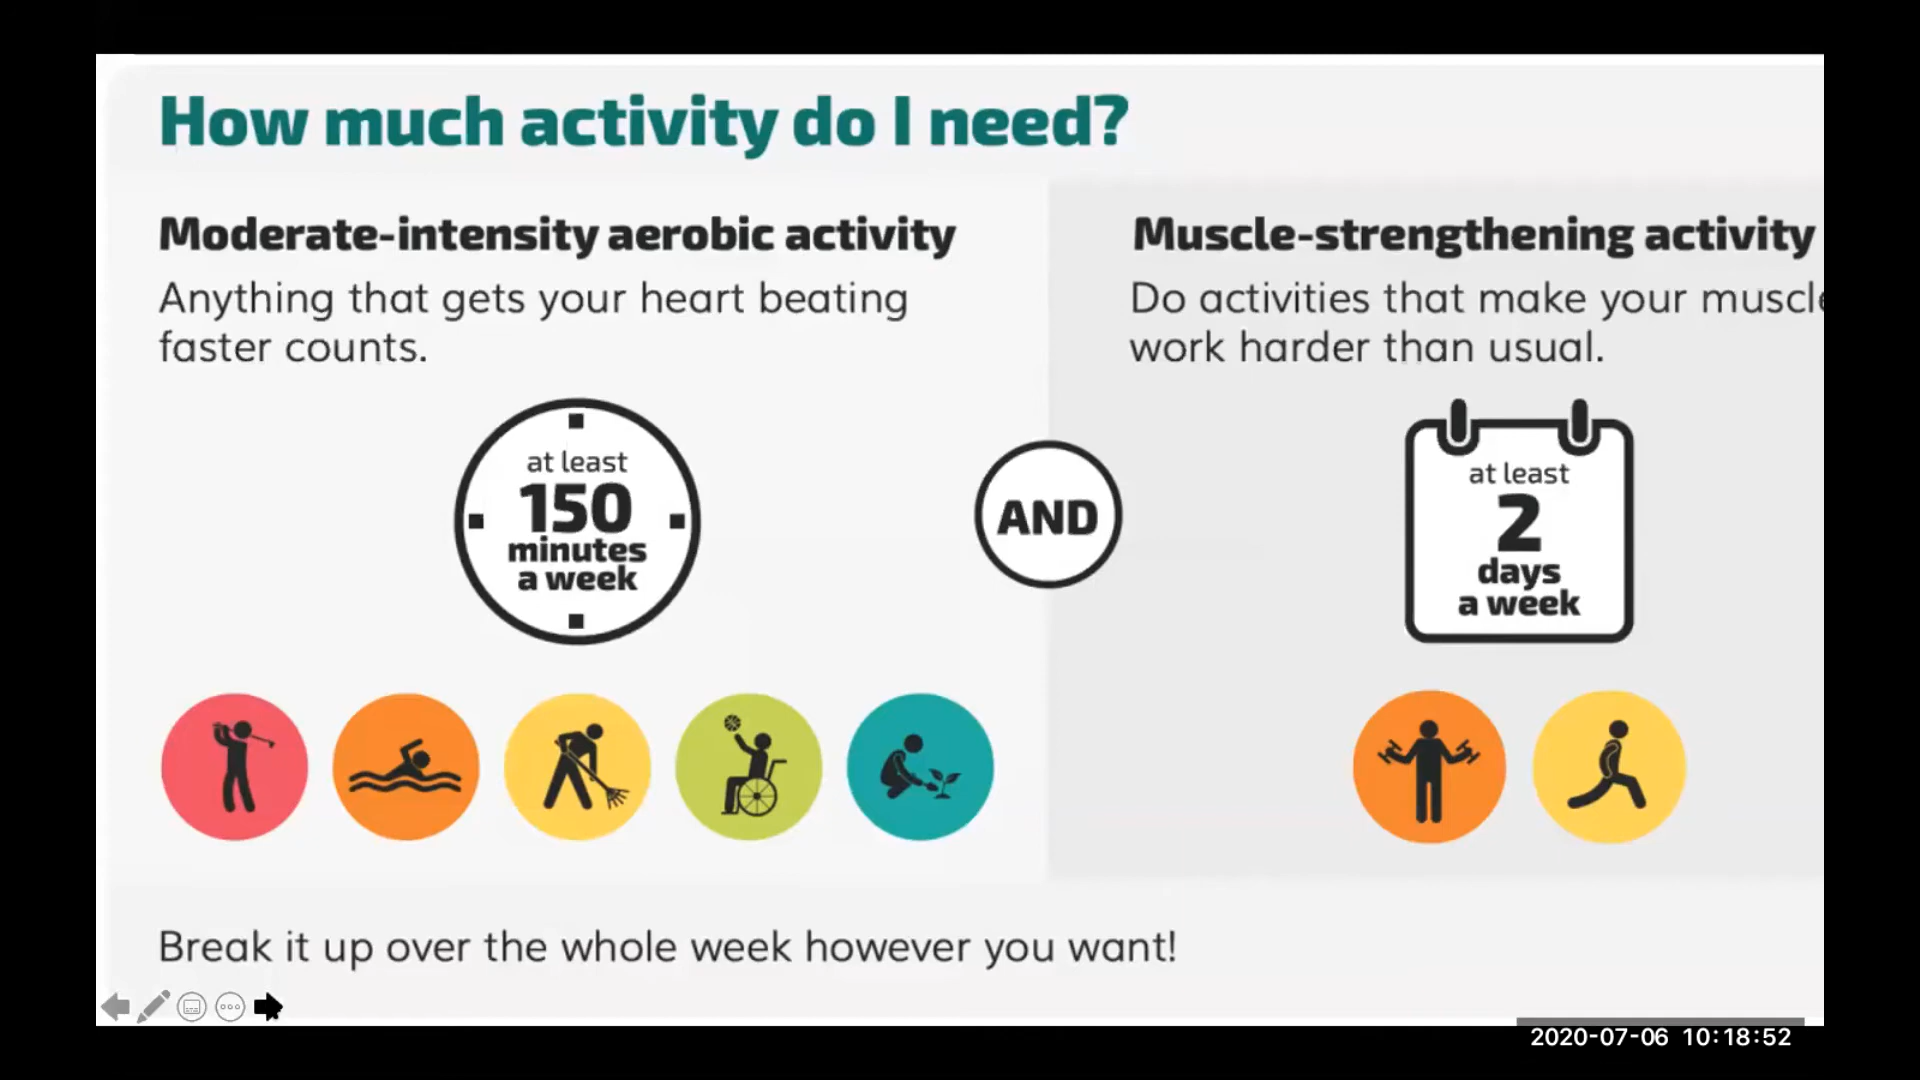 How much activity do I need?
Moderate-intensity aerobic activity
Anything that gets your heart beating
faster counts.
at least
150
minutes
a week
AND
Muscle-strengthening activity
Do activities that make your muscle
work harder than usual.
at least
2
days
a week
Break it up over the whole week however you want!
2020-07-06 10:18:52